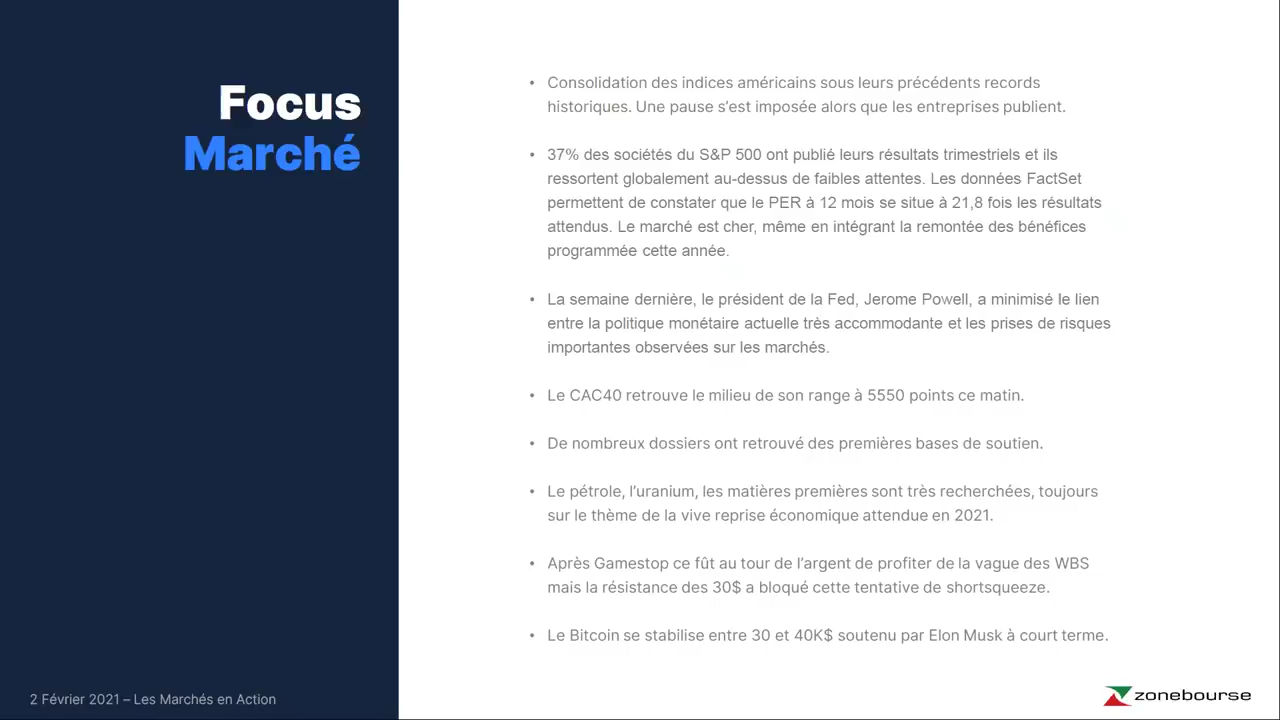 Focus
Marché
• Consolidation des indices américains sous leurs précédents records
historiques. Une pause s'est imposée alors que les entreprises publient.
• 37% des sociétés du S&P 500 ont publié leurs résultats trimestriels et ils
ressortent globalement au-dessus de faibles attentes. Les données FactSet
permettent de constater que le PER à 12 mois se situe à 21,8 fois les résultats
attendus. Le marché est cher, même en intégrant la remontée des bénéfices
programmée cette année.
• La semaine dernière, le président de la Fed, Jerome Powell, a minimisé le lien
entre la politique monétaire actuelle très accommodante et les prises de risques
importantes observées sur les marchés.
• Le CAC40 retrouve le milieu de son range à 5550 points ce matin.
• De nombreux dossiers ont retrouvé des premières bases de soutien.
• Le pétrole, l'uranium, les matières premières sont très recherchées, toujours
sur le thème de la vive reprise économique attendue en 2021.
• Après Gamestop ce fût au tour de l'argent de profiter de la vague des WBS
mais la résistance des 30$ a bloqué cette tentative de shortsqueeze.
• Le Bitcoin se stabilise entre 30 et 40K$ soutenu par Elon Musk à court terme.
2 Février 2021 – Les Marchés en Action
zonebourse